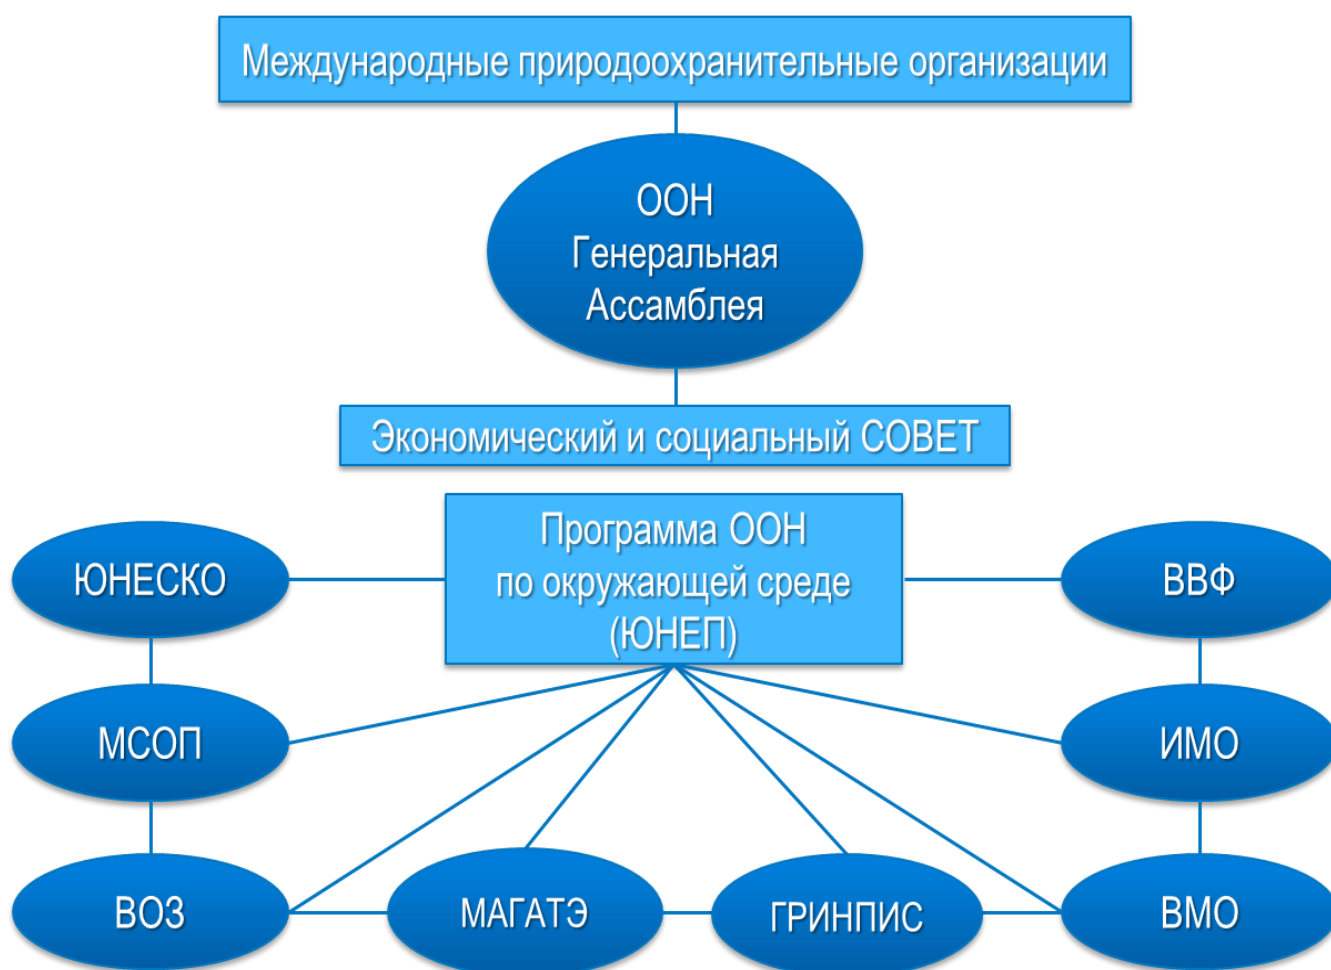 Международные природоохранительные организации
ООН
Генеральная
Ассамблея
Экономический и социальный СОВЕТ
Программа ООН
по окружающей среде
(ЮНЕП)
ЮНЕСКО
ВВФ
МСОП
ИМО
ВОЗ
МАГАТЭ
ГРИНПИС
ВМО